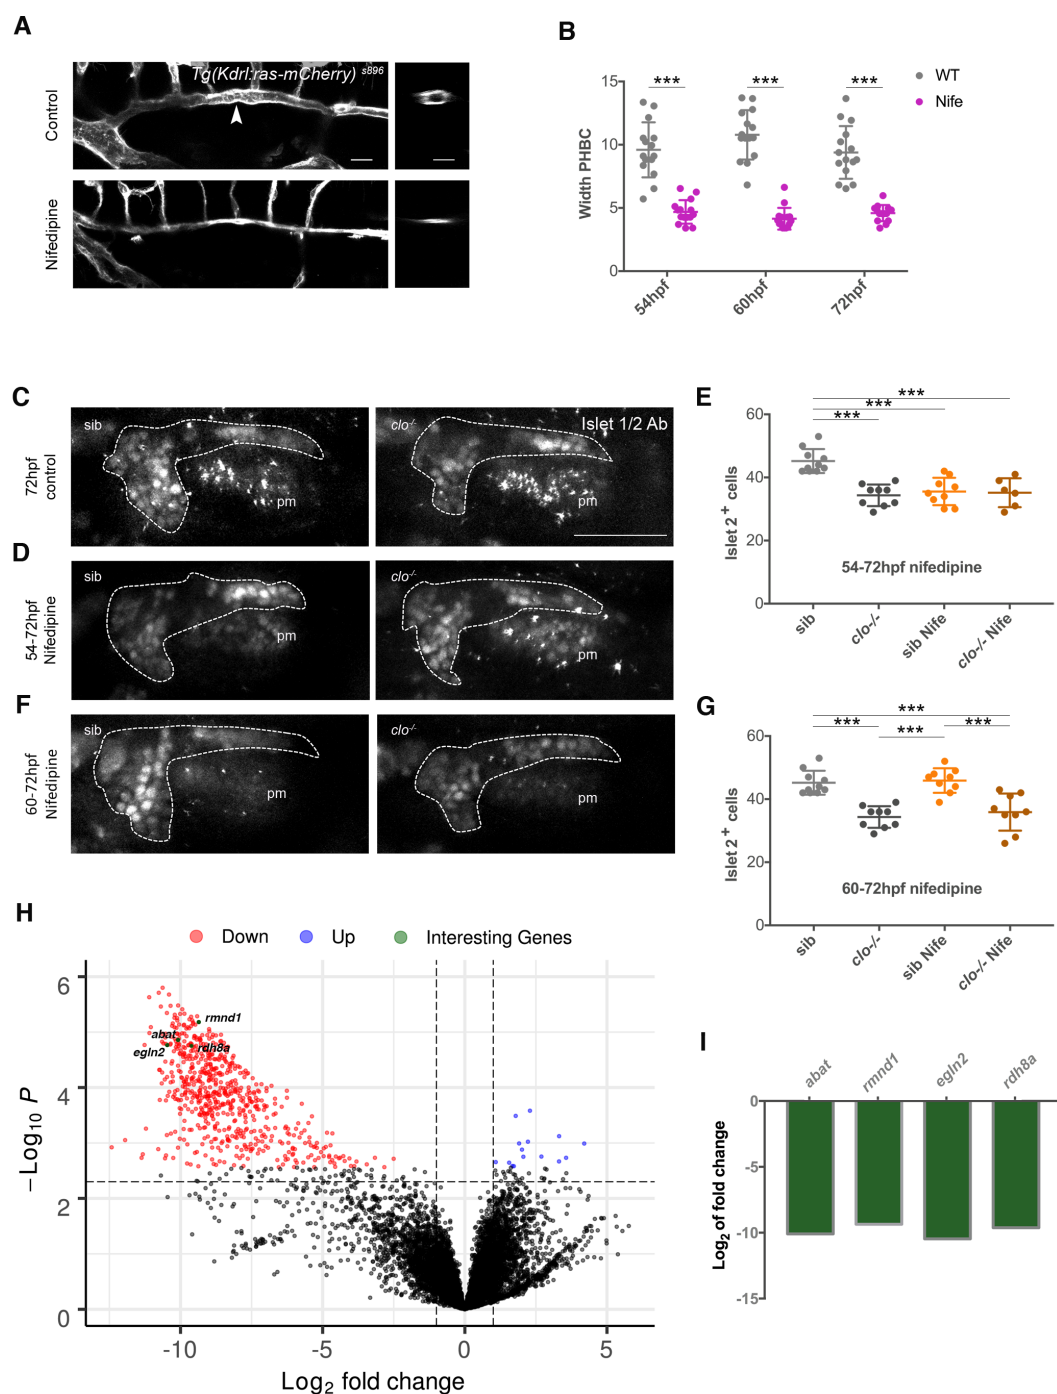 A
Tg(Kdrl:ras-mCherry) s896
Control
Nifedipine
B
15
10
5
0
Width PHBC
***
***
***
WT
Nife
54hpf
60hpf
72hpf
C
72hpf
control
sib
pm
clo-/-
Islet 1/2 Ab
pm
D
54-72hpf
Nifedipine
sib
pm
clo-/-
pm
E
***
***
***
60
40
20
0
Islet 2 + cells
54-72hpf nifedipine
sib
clo-/-
sib Nife
clo-/- Nife
F
60-72hpf
Nifedipine
sib
pm
clo-/-
pm
G
***
***
***
***
60
40
20
0
Islet 2 + cells
60-72hpf nifedipine
sib
clo-/-
sib Nife
clo-/- Nife
H
Down
Up
Interesting Genes
6
4
2
0
−Log10 P
rmnd1
abat
egln2
rdh8a
-10
-5
0
5
Log2 fold change
I
abat
rmnd1
egln2
rdh8a
0
-5
-10
-15
Log2 of fold change